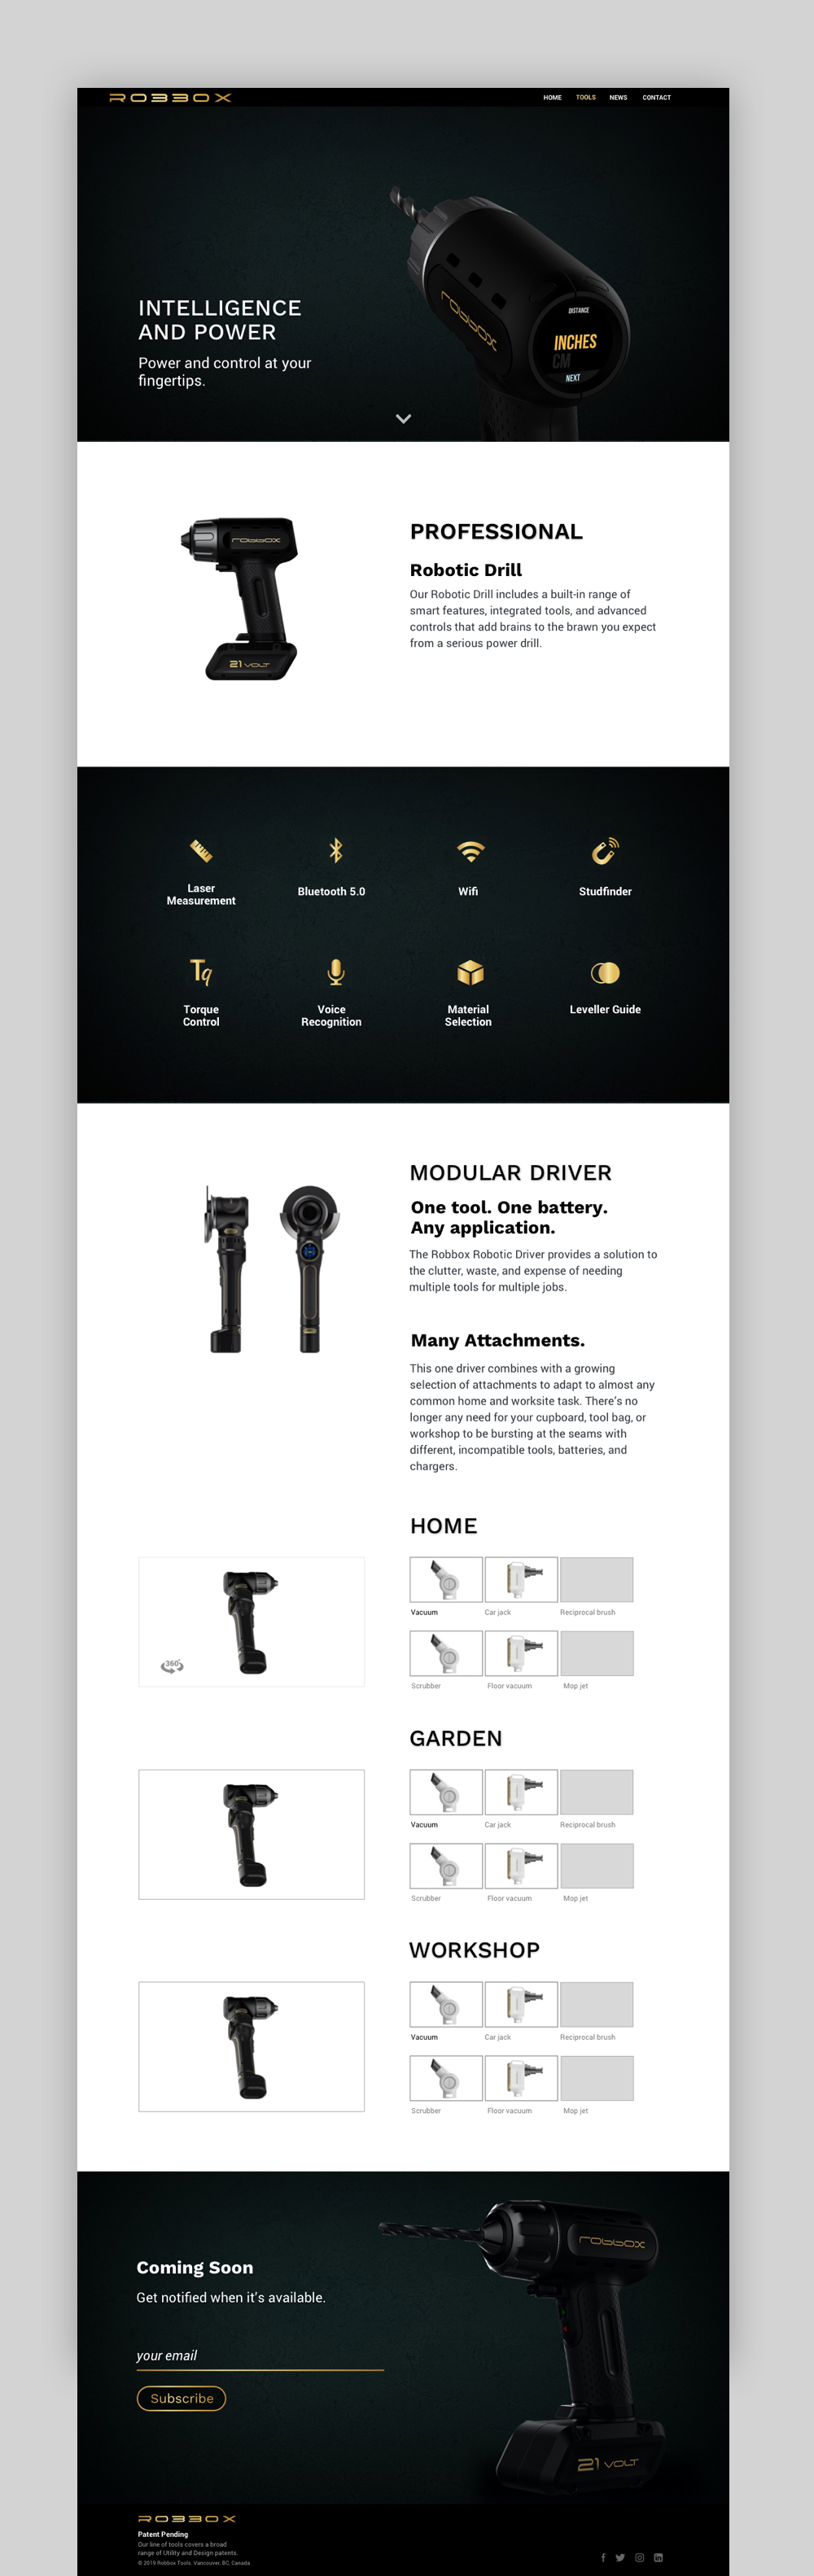 ROBBOX
HOME TOOLS NEWS CONTACT
robbox
DISTANCE
INCHES
CM
NEXT
INTELLIGENCE
AND POWER
Power and control at your
fingertips.
robbox
21 VOLT
PROFESSIONAL
Robotic Drill
Our Robotic Drill includes a built-in range of
smart features, integrated tools, and advanced
controls that add brains to the brawn you expect
from a serious power drill.
Laser
Measurement
Bluetooth 5.0
Wifi
Studfinder
Tq
Torque
Control
Voice
Recognition
Material
Selection
Leveller Guide
MODULAR DRIVER
One tool. One battery.
Any application.
The Robbox Robotic Driver provides a solution to
the clutter, waste, and expense of needing
multiple tools for multiple jobs.
Many Attachments.
This one driver combines with a growing
selection of attachments to adapt to almost any
common home and worksite task. There's no
longer any need for your cupboard, tool bag, or
workshop to be bursting at the seams with
different, incompatible tools, batteries, and
chargers.
HOME
360°
Vacuum Car jack Reciprocal brush
Scrubber Floor vacuum Mop jet
GARDEN
Vacuum Car jack Reciprocal brush
Scrubber Floor vacuum Mop jet
WORKSHOP
Vacuum Car jack Reciprocal brush
Scrubber Floor vacuum Mop jet
robbox
Coming Soon
Get notified when it's available.
your email
Subscribe
21 VOLT
ROBBOX
Patent Pending
Our line of tools covers a broad
range of Utility and Design patents.
© 2019 Robbox Tools. Vancouver, BC, Canada